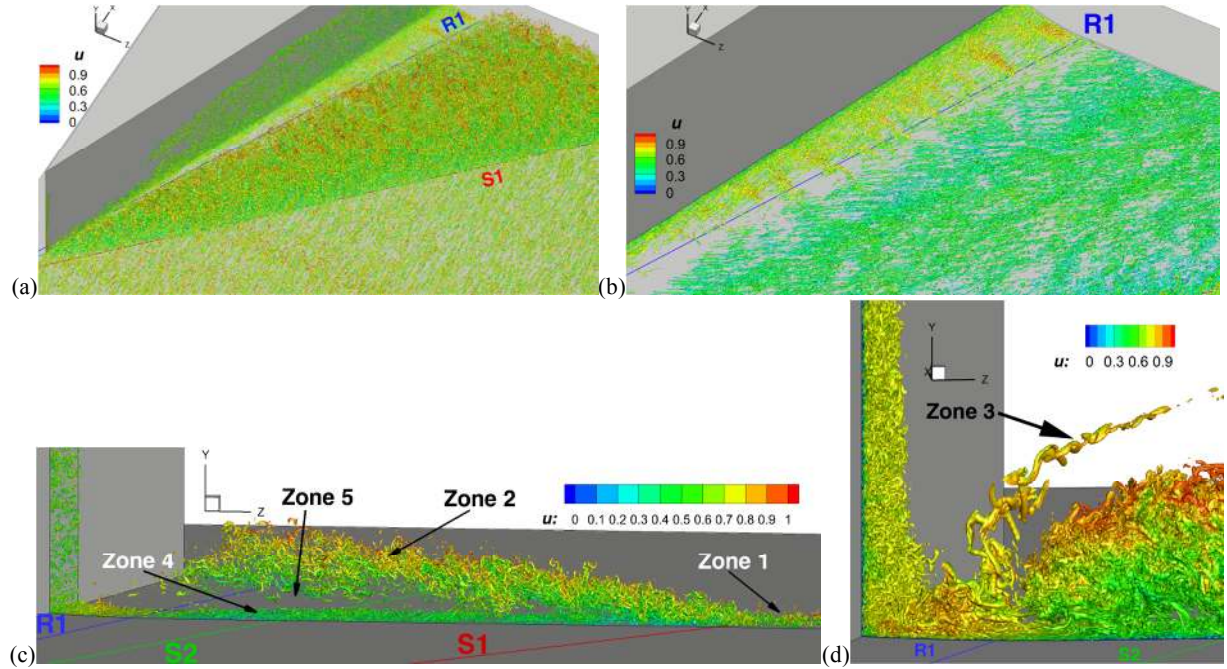 Y
X
Z
R1
u
0.9
0.6
0.3
0
S1
(a)
Y
X
Z
R1
u
0.9
0.6
0.3
0
(b)
Y
Z
Zone 5
Zone 2
u: 0 0.1 0.2 0.3 0.4 0.5 0.6 0.7 0.8 0.9 1
Zone 4
Zone 1
R1
S2
S1
(c)
Y
X
Z
u: 0 0.3 0.6 0.9
Zone 3
R1
S2
(d)